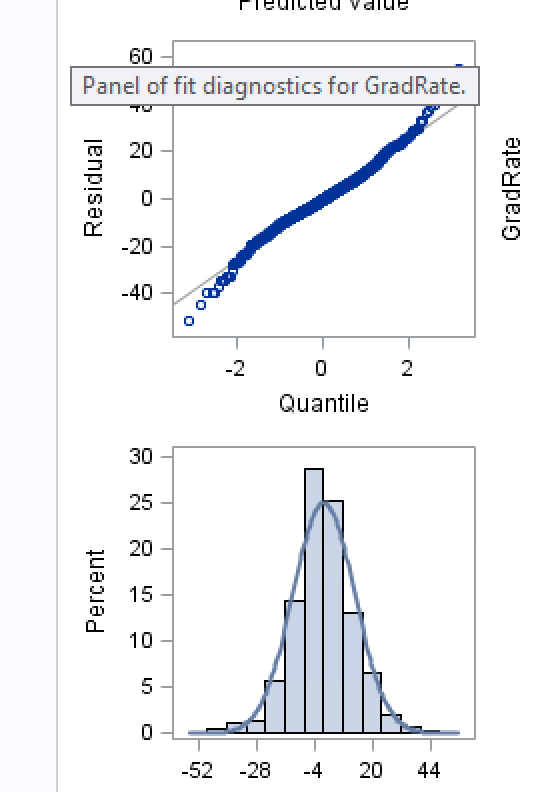 Predicted Value
60
Panel of fit diagnostics for GradRate.
40
20
0
-20
-40
Residual
GradRate
-2 0 2
Quantile
30
25
20
15
10
5
0
Percent
-52 -28 -4 20 44